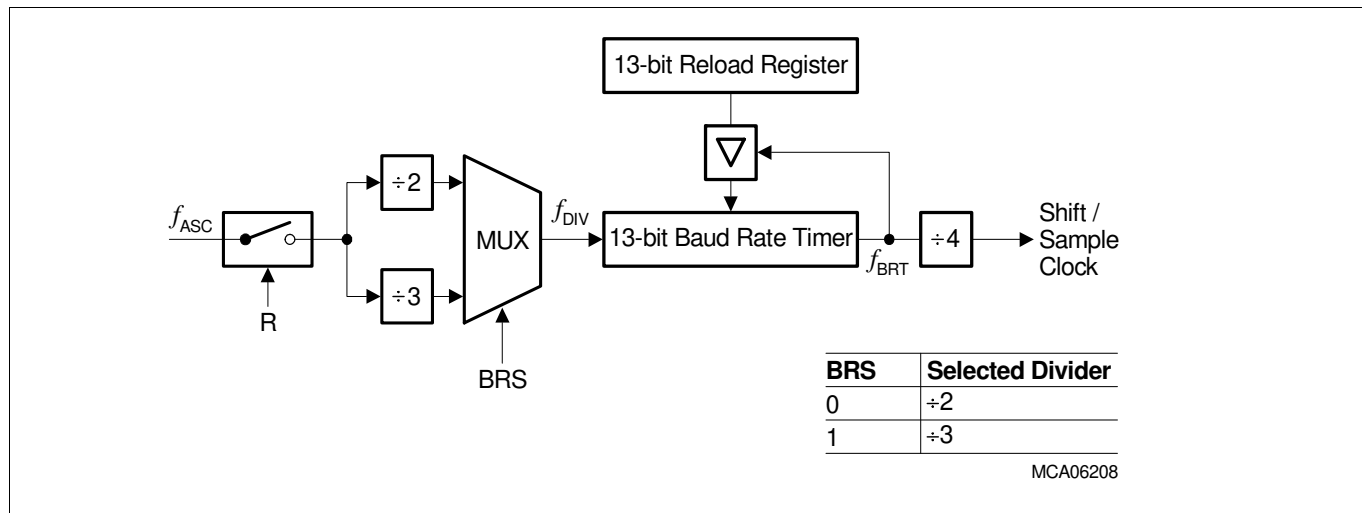 13-bit Reload Register
÷2
fASC
fDIV
MUX
13-bit Baud Rate Timer
fBRT
÷4
Shift /
Sample
Clock
÷3
R
BRS
BRS Selected Divider
0 ÷2
1 ÷3
MCA06208